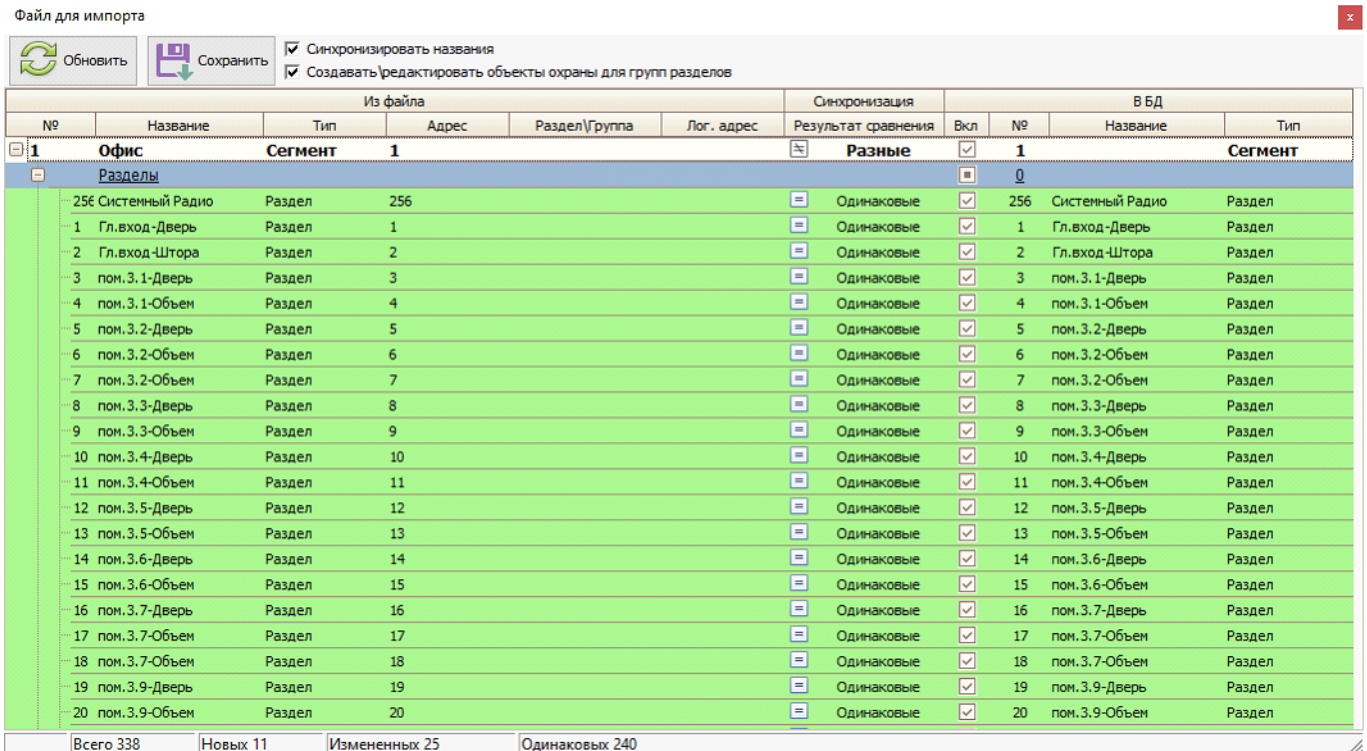 Файл для импорта x
Обновить Сохранить Синхронизировать названия
Создавать\редактировать объекты охраны для групп разделов
Из файла Синхронизация В БД
№ Название Тип Адрес Раздел\Группа Лог. адрес Результат сравнения Вкл № Название Тип
1 Офис Сегмент 1 Разные 1 Сегмент
Разделы 0
256 Системный Радио Раздел 256 = Одинаковые 256 Системный Радио Раздел
1 Гл.вход-Дверь Раздел 1 = Одинаковые 1 Гл.вход-Дверь Раздел
2 Гл.вход-Штора Раздел 2 = Одинаковые 2 Гл.вход-Штора Раздел
3 пом.3.1-Дверь Раздел 3 = Одинаковые 3 пом.3.1-Дверь Раздел
4 пом.3.1-Объем Раздел 4 = Одинаковые 4 пом.3.1-Объем Раздел
5 пом.3.2-Дверь Раздел 5 = Одинаковые 5 пом.3.2-Дверь Раздел
6 пом.3.2-Объем Раздел 6 = Одинаковые 6 пом.3.2-Объем Раздел
7 пом.3.2-Объем Раздел 7 = Одинаковые 7 пом.3.2-Объем Раздел
8 пом.3.3-Дверь Раздел 8 = Одинаковые 8 пом.3.3-Дверь Раздел
9 пом.3.3-Объем Раздел 9 = Одинаковые 9 пом.3.3-Объем Раздел
10 пом.3.4-Дверь Раздел 10 = Одинаковые 10 пом.3.4-Дверь Раздел
11 пом.3.4-Объем Раздел 11 = Одинаковые 11 пом.3.4-Объем Раздел
12 пом.3.5-Дверь Раздел 12 = Одинаковые 12 пом.3.5-Дверь Раздел
13 пом.3.5-Объем Раздел 13 = Одинаковые 13 пом.3.5-Объем Раздел
14 пом.3.6-Дверь Раздел 14 = Одинаковые 14 пом.3.6-Дверь Раздел
15 пом.3.6-Объем Раздел 15 = Одинаковые 15 пом.3.6-Объем Раздел
16 пом.3.7-Дверь Раздел 16 = Одинаковые 16 пом.3.7-Дверь Раздел
17 пом.3.7-Объем Раздел 17 = Одинаковые 17 пом.3.7-Объем Раздел
18 пом.3.7-Объем Раздел 18 = Одинаковые 18 пом.3.7-Объем Раздел
19 пом.3.9-Дверь Раздел 19 = Одинаковые 19 пом.3.9-Дверь Раздел
20 пом.3.9-Объем Раздел 20 = Одинаковые 20 пом.3.9-Объем Раздел
Всего 338 Новых 11 Измененных 25 Одинаковых 240